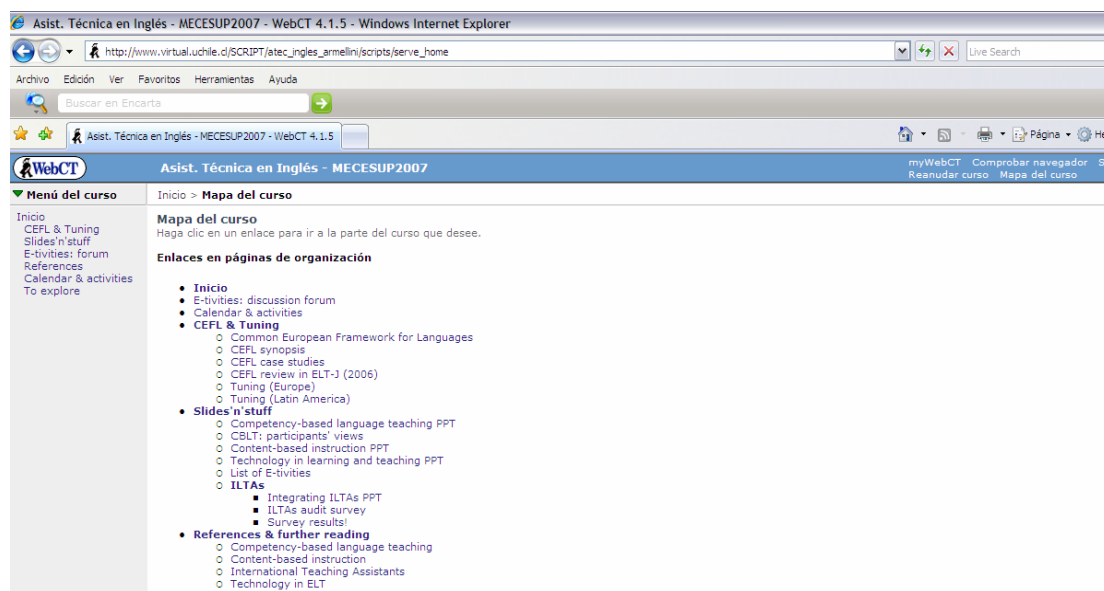 Asist. Técnica en Inglés - MECESUP2007 - WebCT 4.1.5 - Windows Internet Explorer
http://www.virtual.uchile.cl/SCRIPT/atec_ingles_armellini/scripts/serve_home
Live Search
Archivo Edición Ver Favoritos Herramientas Ayuda
Buscar en Encarta
Asist. Técnica en Inglés - MECESUP2007 - WebCT 4.1.5
Página
WebCT
Asist. Técnica en Inglés - MECESUP2007
myWebCT Comprobar navegador
Reanudar curso Mapa del curso
Menú del curso
Inicio > Mapa del curso
Inicio
CEFL & Tuning
Slides'n'stuff
E-tivities: forum
References
Calendar & activities
To explore
Mapa del curso
Haga clic en un enlace para ir a la parte del curso que desee.
Enlaces en páginas de organización
Inicio
E-tivities: discussion forum
Calendar & activities
CEFL & Tuning
Common European Framework for Languages
CEFL synopsis
CEFL case studies
CEFL review in ELT-J (2006)
Tuning (Europe)
Tuning (Latin America)
Slides'n'stuff
Competency-based language teaching PPT
CBLT: participants' views
Content-based instruction PPT
Technology in learning and teaching PPT
List of E-tivities
ILTAs
Integrating ILTAs PPT
ILTAs audit survey
Survey results!
References & further reading
Competency-based language teaching
Content-based instruction
International Teaching Assistants
Technology in ELT